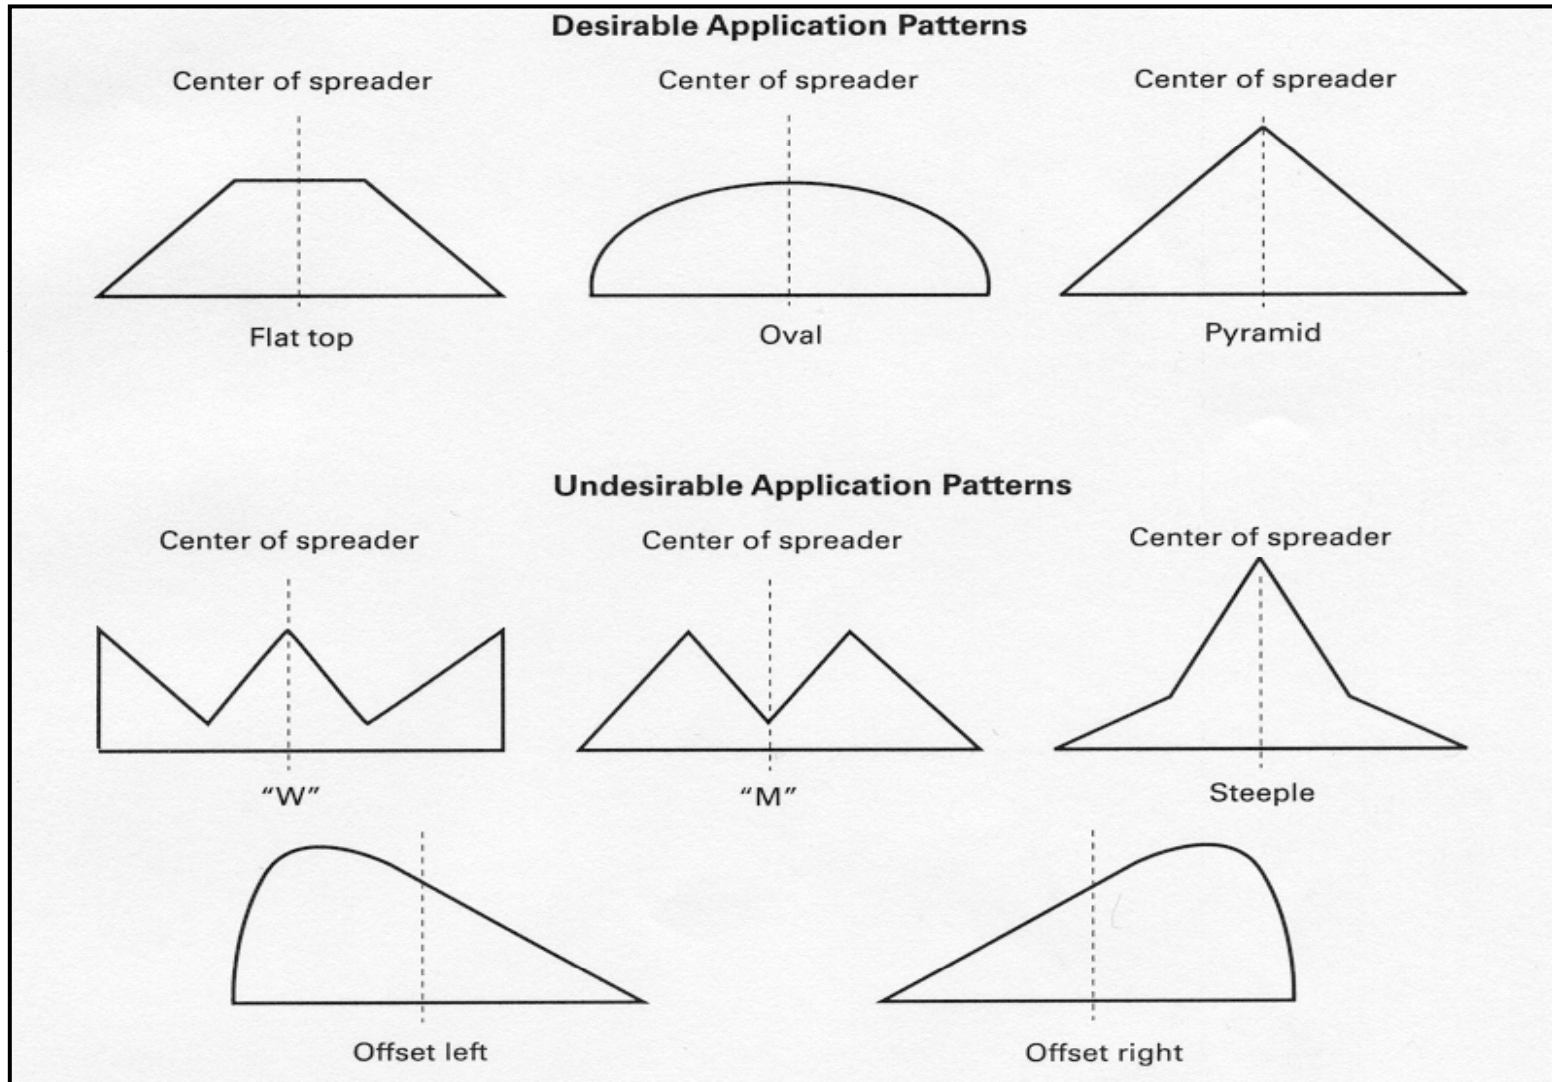 Desirable Application Patterns
Center of spreader
Center of spreader
Center of spreader
Flat top
Oval
Pyramid
Undesirable Application Patterns
Center of spreader
Center of spreader
Center of spreader
“W”
“M”
Steeple
Offset left
Offset right